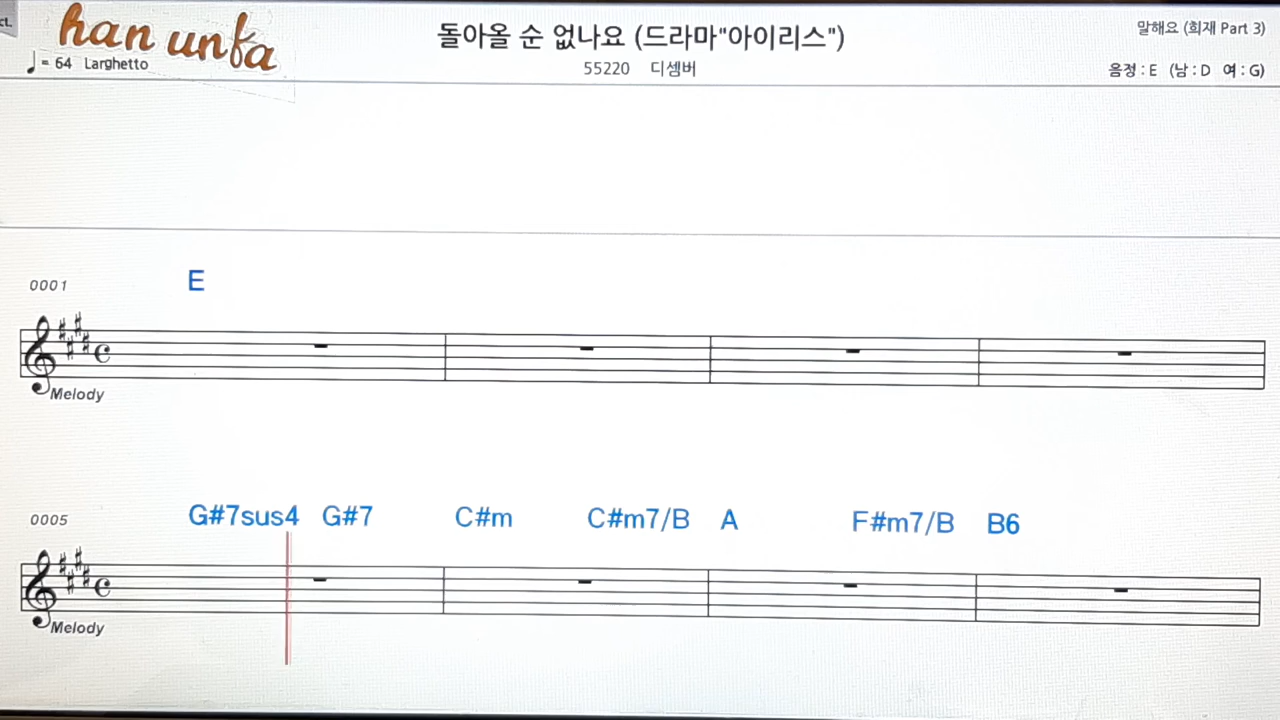 han unfa
돌아올 순 없나요 (드라마"아이리스")
말해요 (희재 Part 3)
♩= 64 Larghetto
55220 디셈버
음정 : E (남 : D 여 : G)
0001 E
Melody
0005 G#7sus4 G#7 C#m C#m7/B A F#m7/B B6
Melody